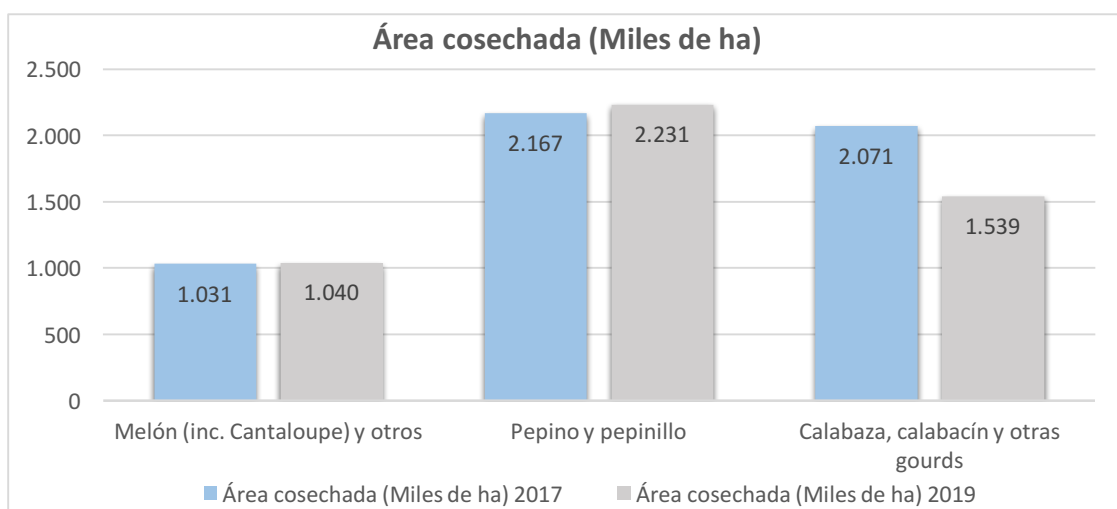 Área cosechada (Miles de ha)
2.500
2.000
1.500
1.000
500
0
1.031
1.040
2.167
2.231
2.071
1.539
Melón (inc. Cantaloupe) y otros
Pepino y pepinillo
Calabaza, calabacín y otras
gourds
Área cosechada (Miles de ha) 2017
Área cosechada (Miles de ha) 2019